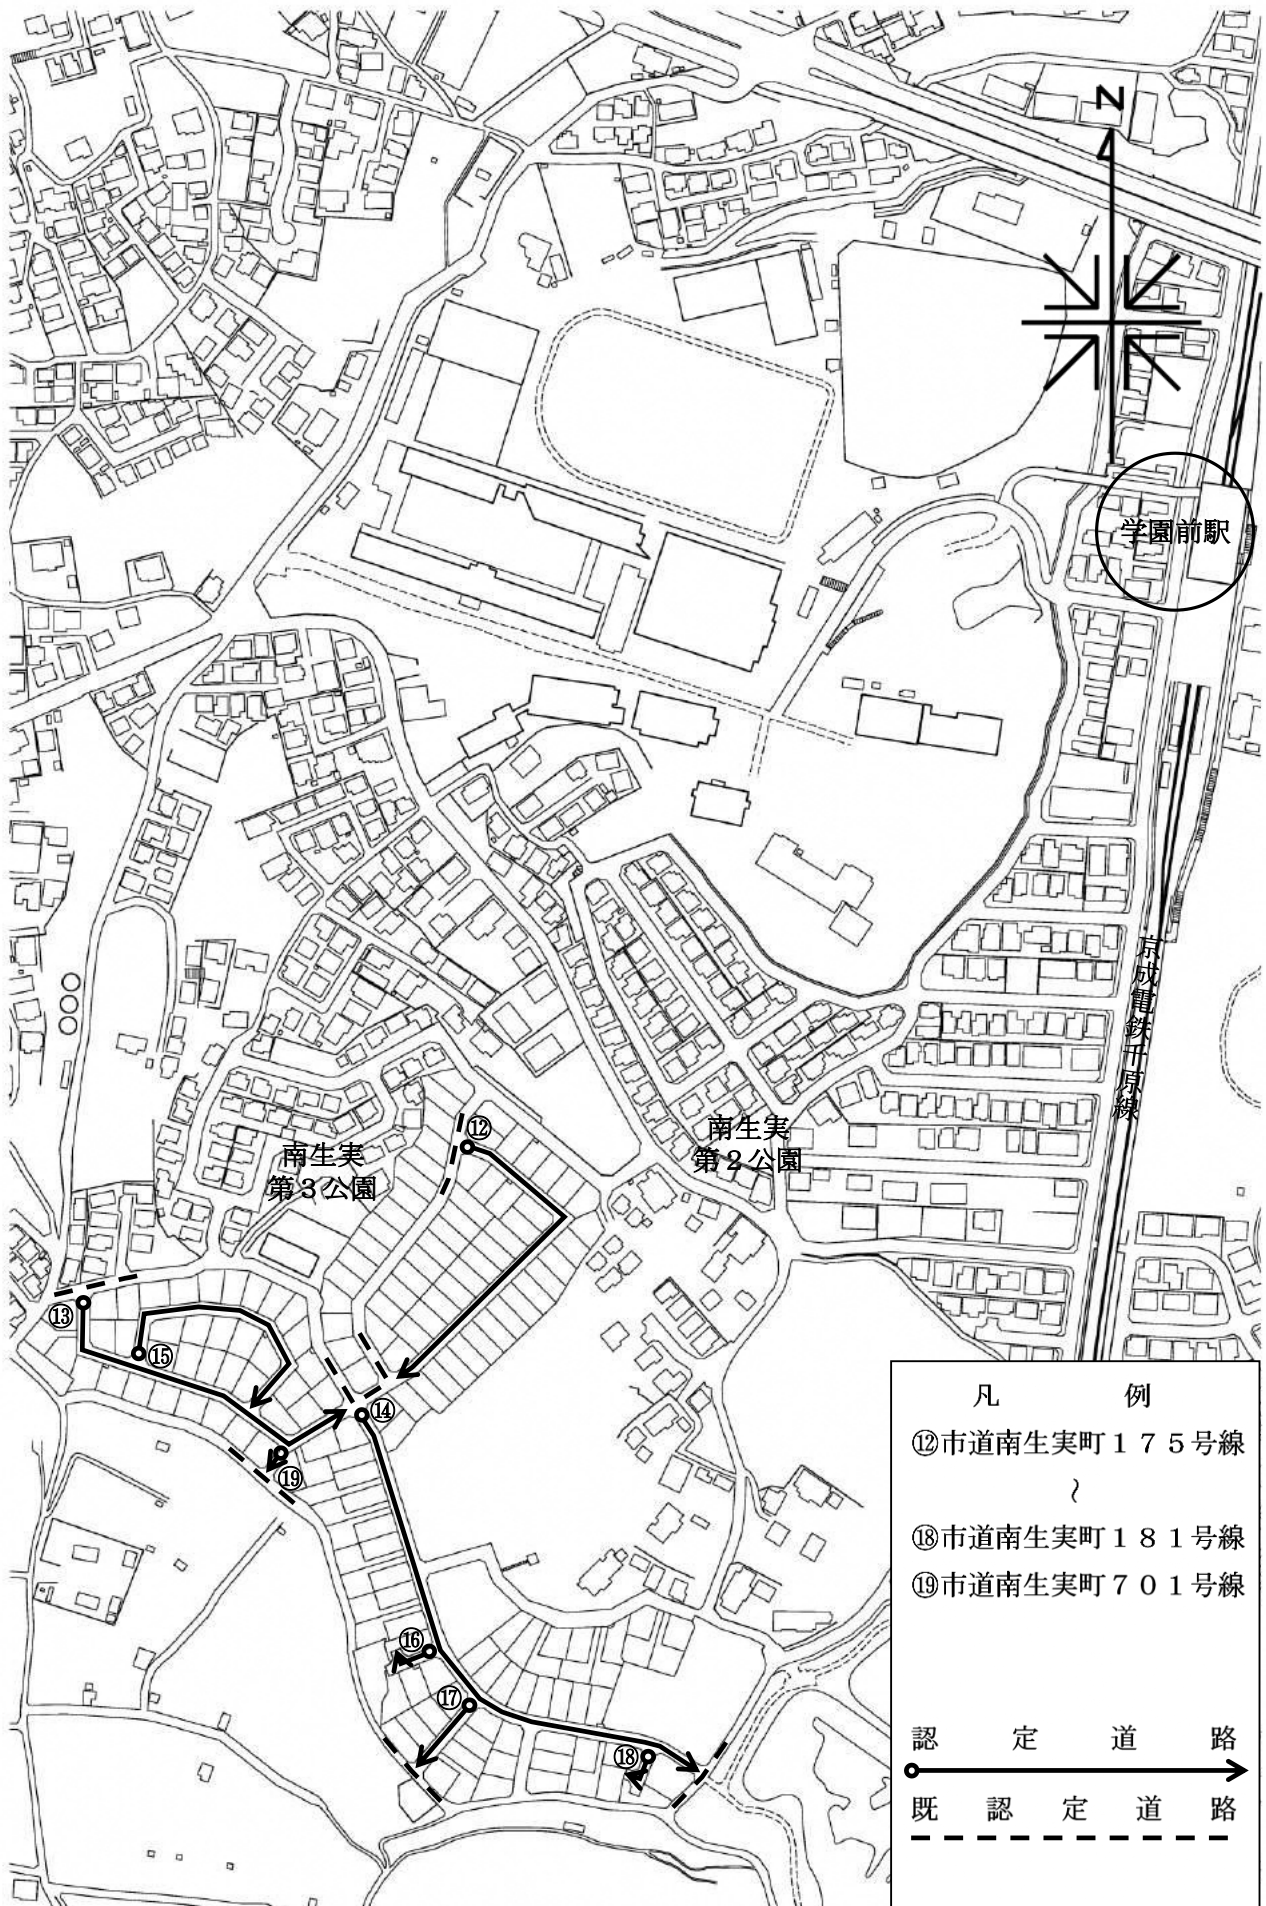 N
学園前駅
京成電鉄千原線
南生実
第２公園
⑫
南生実
第３公園
⑬
⑮
⑭
⑲
⑯
⑰
⑱
凡　例
⑫市道南生実町１７５号線
～
⑱市道南生実町１８１号線
⑲市道南生実町７０１号線
認定道路
既認定道路